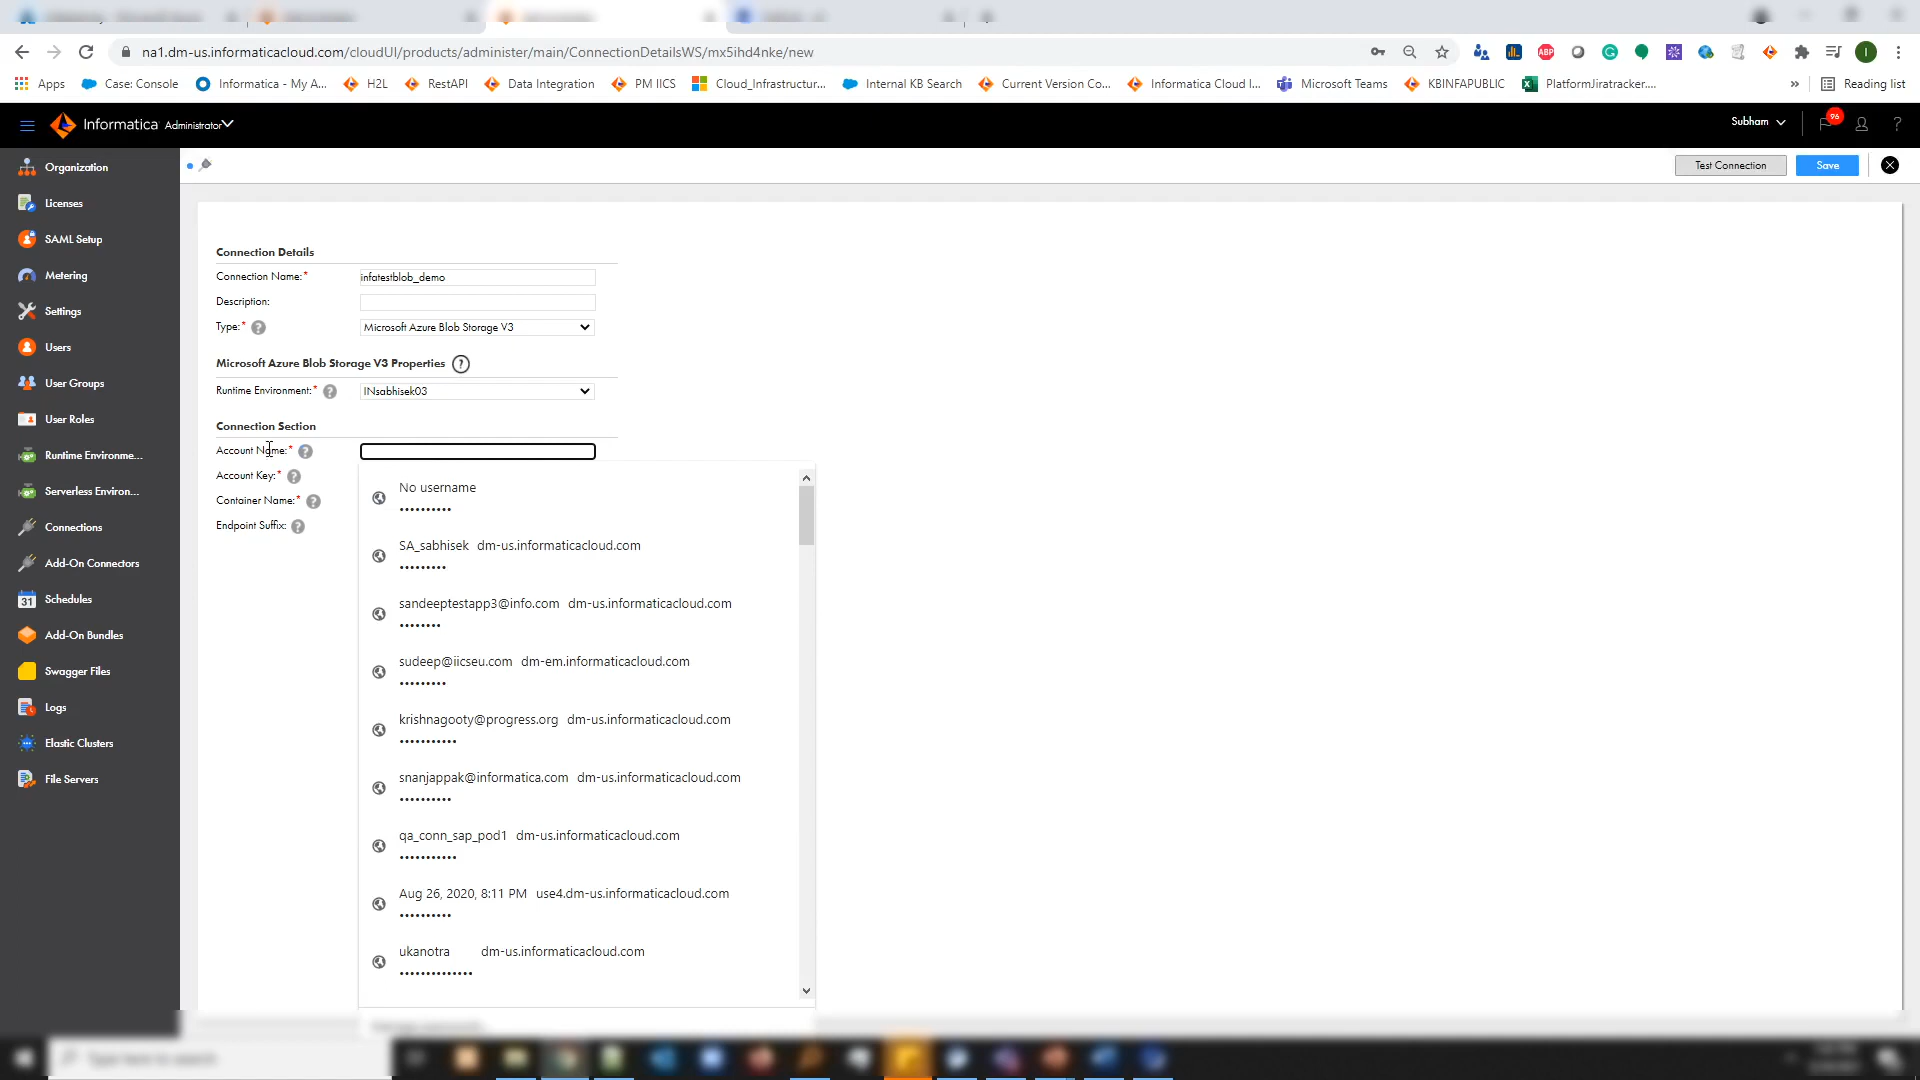 na1.dm-us.informaticacloud.com/cloudUI/products/administer/main/ConnectionDetailsWS/mx5ihd4nke/new
ABP
I
Apps
Case: Console
Informatica - My A...
H2L
RestAPI
Data Integration
PM IICS
Cloud_Infrastructur...
Internal KB Search
Current Version Co...
Informatica Cloud I...
Microsoft Teams
KBINFAPUBLIC
PlatformJiratracker....
»
Reading list
Informatica Administrator
Subham
96
?
Organization
Licenses
SAML Setup
Metering
Settings
Users
User Groups
User Roles
Runtime Environme...
Serverless Environ...
Connections
Add-On Connectors
31 Schedules
Add-On Bundles
Swagger Files
Logs
Elastic Clusters
File Servers
Test Connection
Save
Connection Details
Connection Name:* infatestblob_demo
Description:
Type:* ? Microsoft Azure Blob Storage V3
Microsoft Azure Blob Storage V3 Properties ?
Runtime Environment:* ? INsabhisek03
Connection Section
Account Name:* ?
Account Key:* ?
Container Name:* ?
Endpoint Suffix: ?
No username
••••••••••
SA_sabhisek dm-us.informaticacloud.com
•••••••••
sandeeptestapp3@info.com dm-us.informaticacloud.com
••••••••
sudeep@iicseu.com dm-em.informaticacloud.com
•••••••••
krishnagooty@progress.org dm-us.informaticacloud.com
•••••••••••
snanjappak@informatica.com dm-us.informaticacloud.com
••••••••••
qa_conn_sap_pod1 dm-us.informaticacloud.com
•••••••••••
Aug 26, 2020, 8:11 PM use4.dm-us.informaticacloud.com
••••••••••
ukanotra dm-us.informaticacloud.com
••••••••••••••
Type here to search